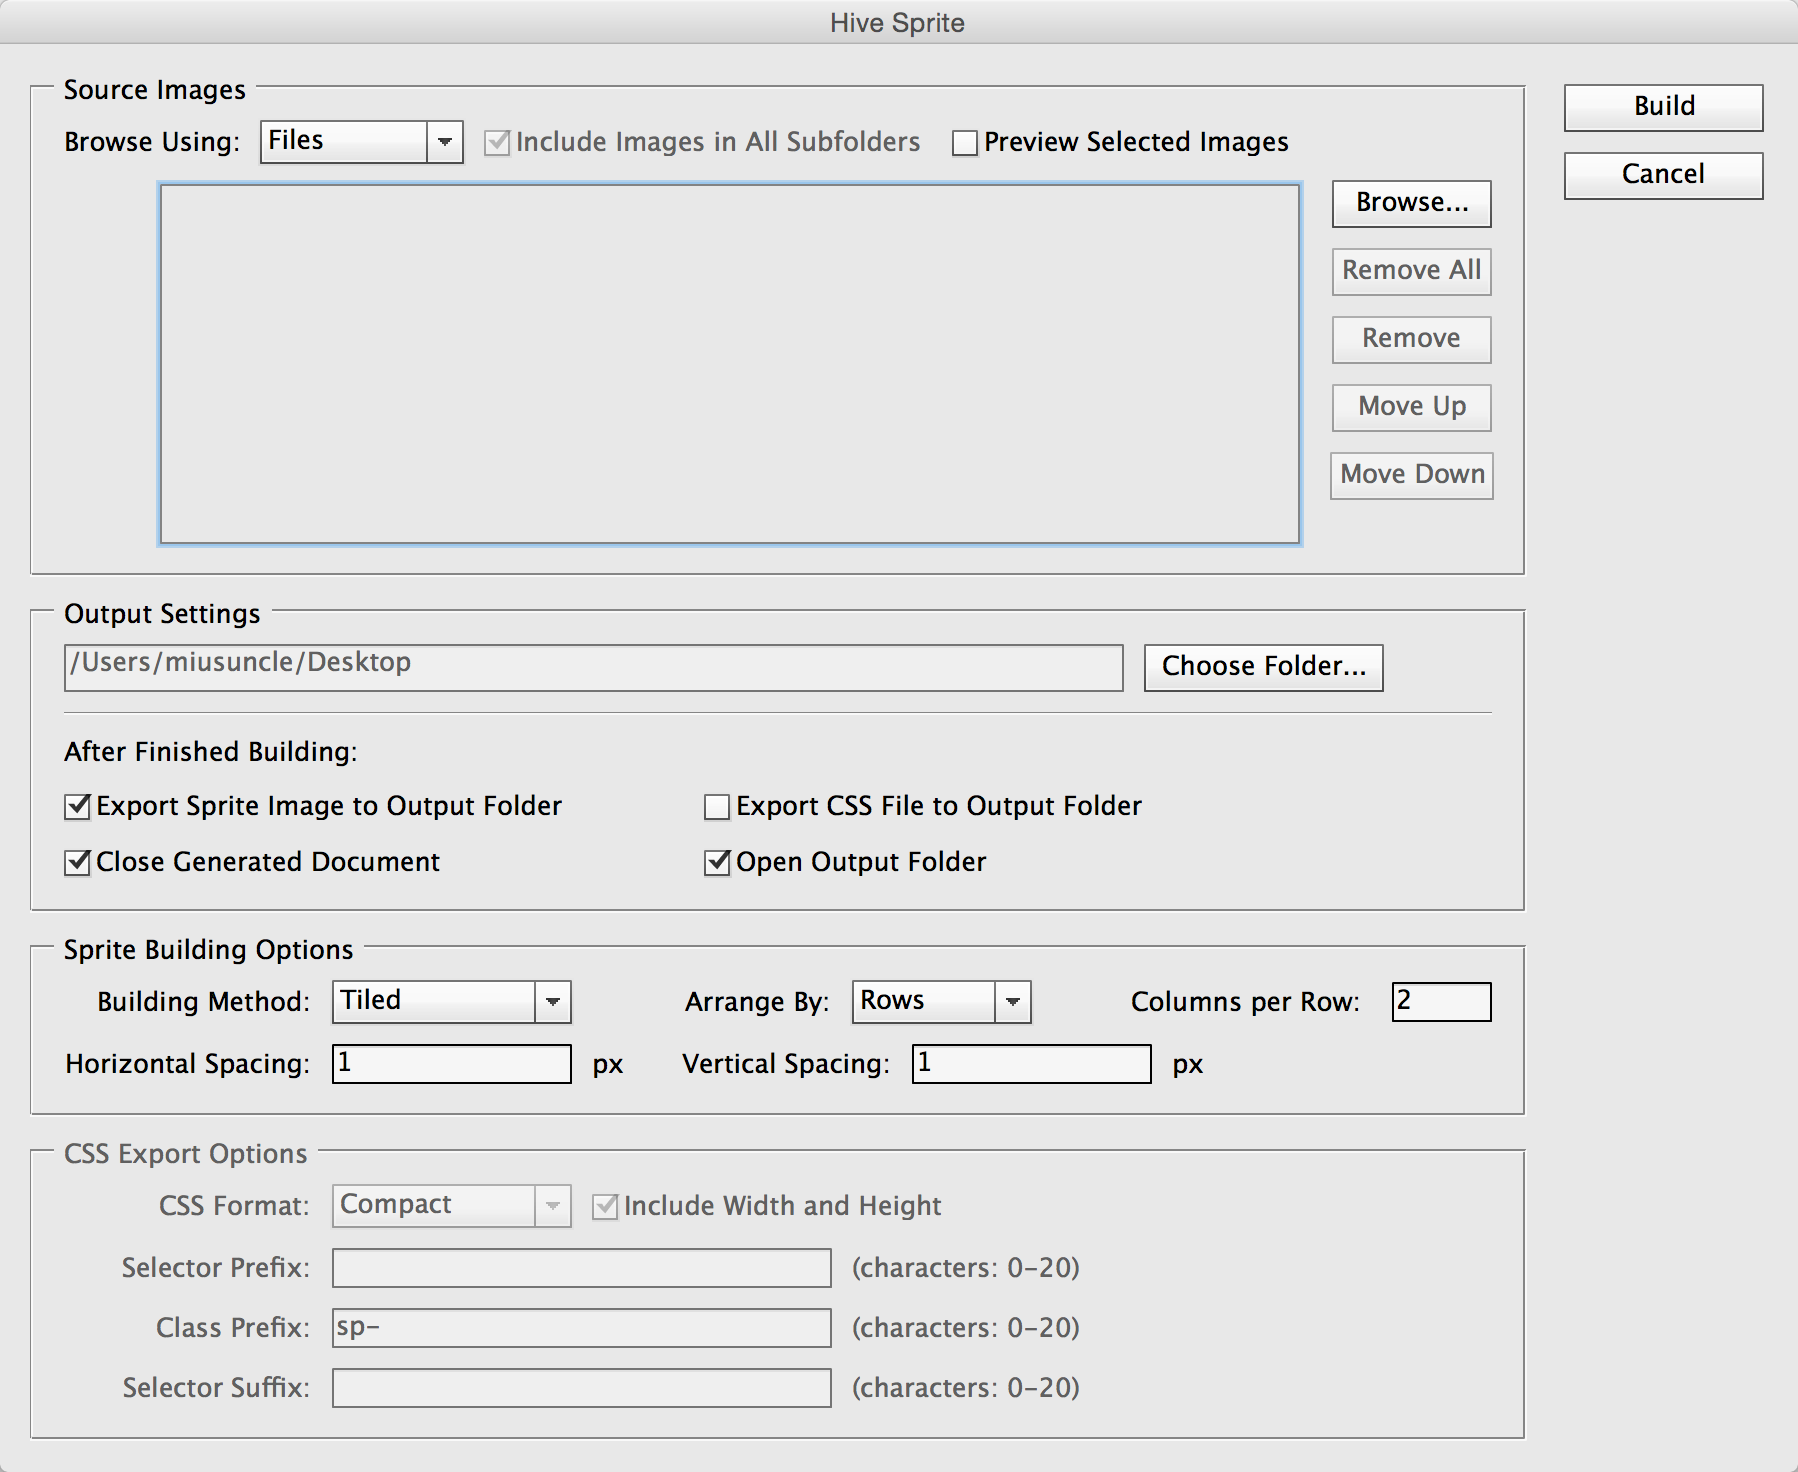 Hive Sprite
Source Images
Build
Browse Using: Files Include Images in All Subfolders Preview Selected Images
Cancel
Browse...
Remove All
Remove
Move Up
Move Down
Output Settings
/Users/miusuncle/Desktop Choose Folder...
After Finished Building:
Export Sprite Image to Output Folder Export CSS File to Output Folder
Close Generated Document Open Output Folder
Sprite Building Options
Building Method: Tiled Arrange By: Rows Columns per Row: 2
Horizontal Spacing: 1 px Vertical Spacing: 1 px
CSS Export Options
CSS Format: Compact Include Width and Height
Selector Prefix: (characters: 0-20)
Class Prefix: sp- (characters: 0-20)
Selector Suffix: (characters: 0-20)